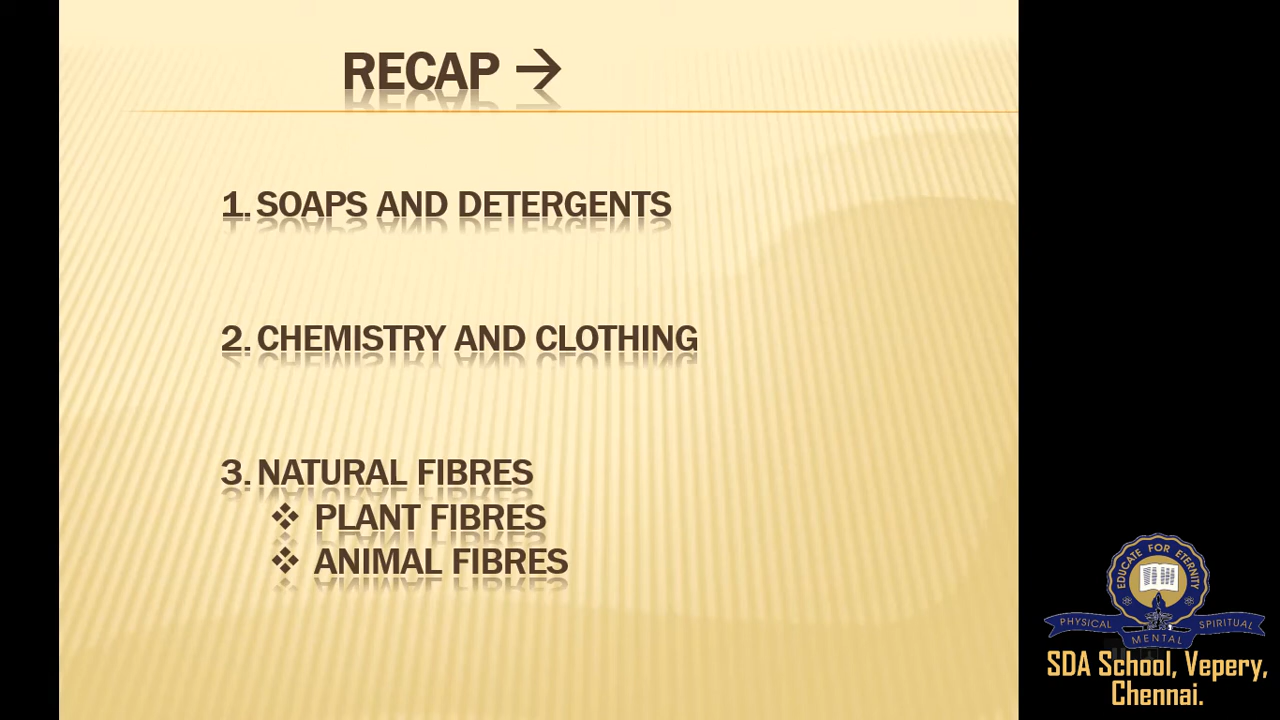 RECAP →
1. SOAPS AND DETERGENTS
2. CHEMISTRY AND CLOTHING
3. NATURAL FIBRES
❖ PLANT FIBRES
❖ ANIMAL FIBRES
EDUCATE FOR ETERNITY
PHYSICAL
MENTAL
SPIRITUAL
SDA School, Vepery,
Chennai.